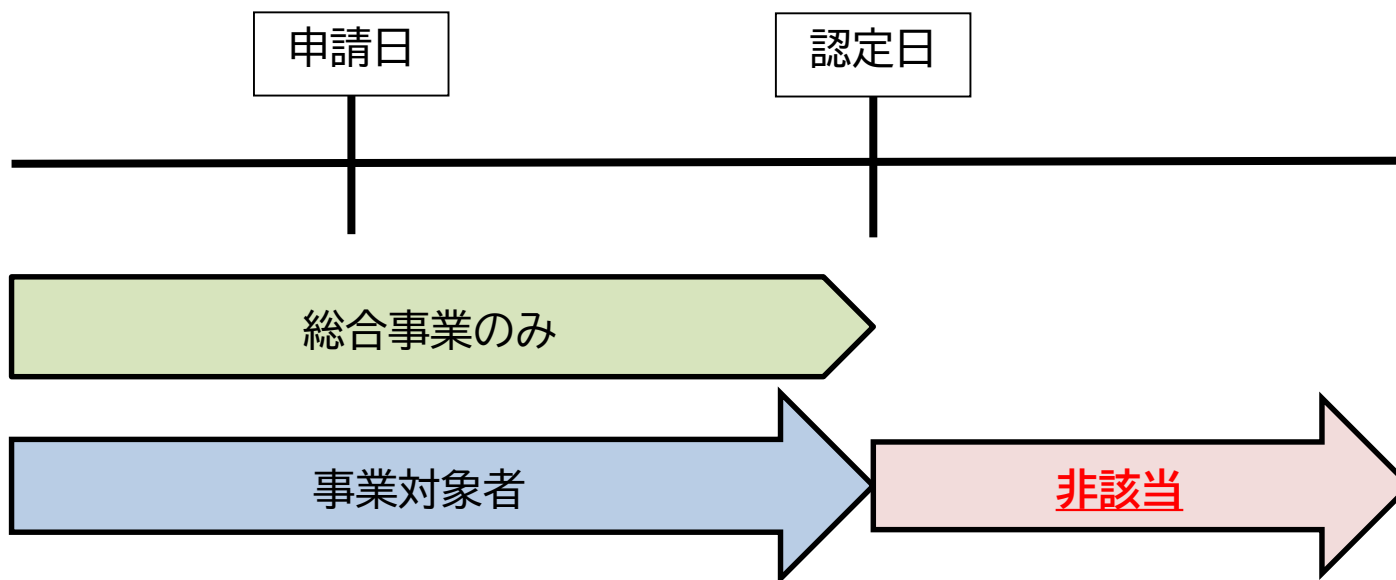 申請日
認定日
総合事業のみ
事業対象者
非該当